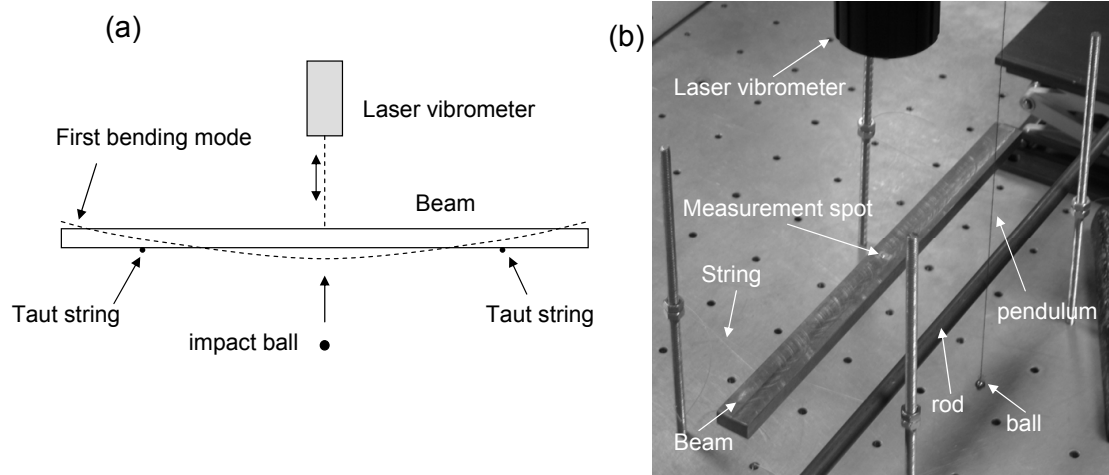 (a)
Laser vibrometer
First bending mode
Beam
Taut string
Taut string
impact ball
(b)
Laser vibrometer
Measurement spot
String
pendulum
rod
ball
Beam